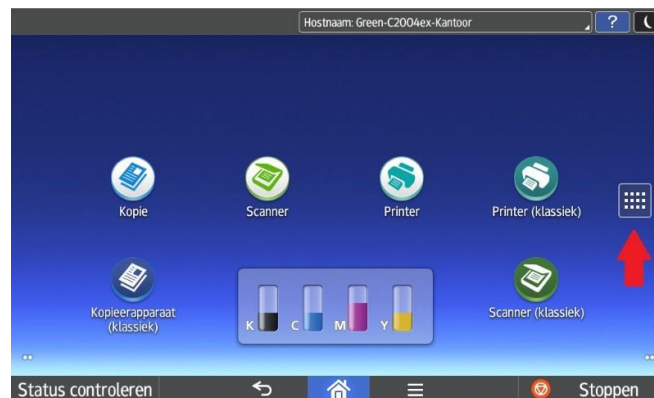 Hostnaam: Green-C2004ex-Kantoor
?
Kopie
Scanner
Printer
Printer (klassiek)
Kopieerapparaat
(klassiek)
K C M Y
Scanner (klassiek)
Status controleren
Stoppen